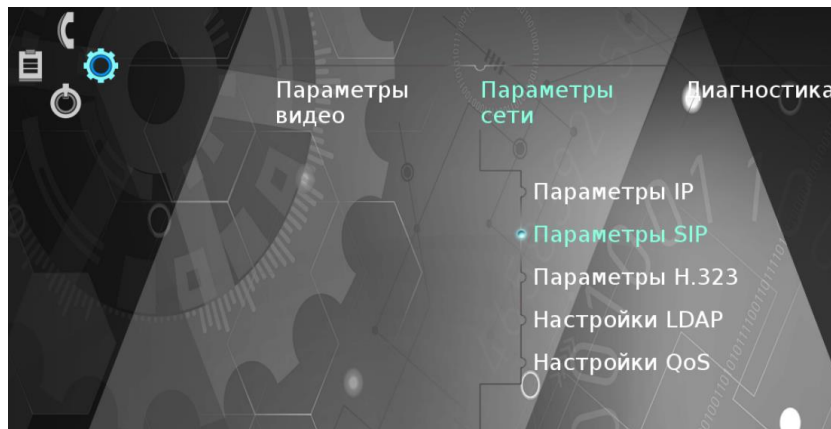 Параметры
видео
Параметры
сети
Диагностика
Параметры IP
Параметры SIP
Параметры H.323
Настройки LDAP
Настройки QoS